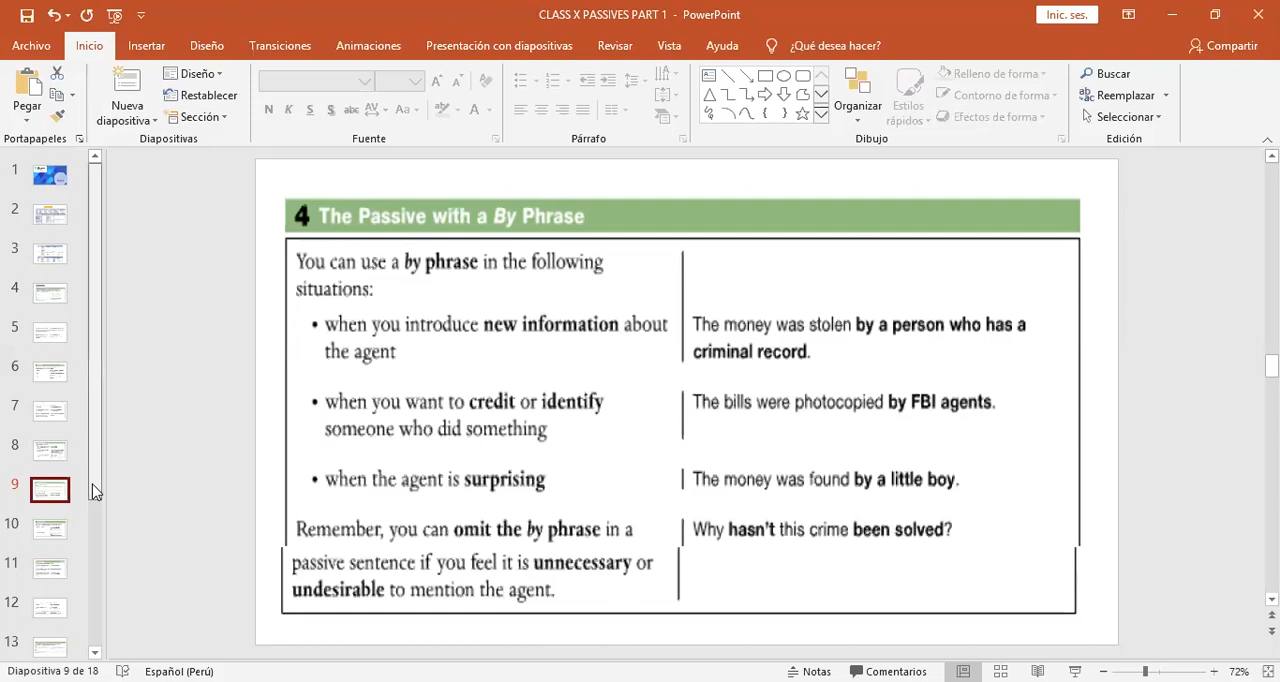 CLASS X PASSIVES PART 1 - PowerPoint
Inic. ses.
Archivo Inicio Insertar Diseño Transiciones Animaciones Presentación con diapositivas Revisar Vista Ayuda ¿Qué desea hacer? Compartir
Pegar
Portapapeles
Nueva
diapositiva
Diseño
Restablecer
Sección
Diapositivas
N K S S abc AV Aa A
Fuente
Párrafo
Organizar
Estilos
rápidos
Relleno de forma
Contorno de forma
Efectos de forma
Dibujo
Buscar
Reemplazar
Seleccionar
Edición
1
2
3
4
5
6
7
8
9
10
11
12
13
4 The Passive with a By Phrase
You can use a by phrase in the following
situations:
• when you introduce new information about
the agent
The money was stolen by a person who has a
criminal record.
• when you want to credit or identify
someone who did something
The bills were photocopied by FBI agents.
• when the agent is surprising
The money was found by a little boy.
Remember, you can omit the by phrase in a
passive sentence if you feel it is unnecessary or
undesirable to mention the agent.
Why hasn't this crime been solved?
Diapositiva 9 de 18 Español (Perú) Notas Comentarios 72%